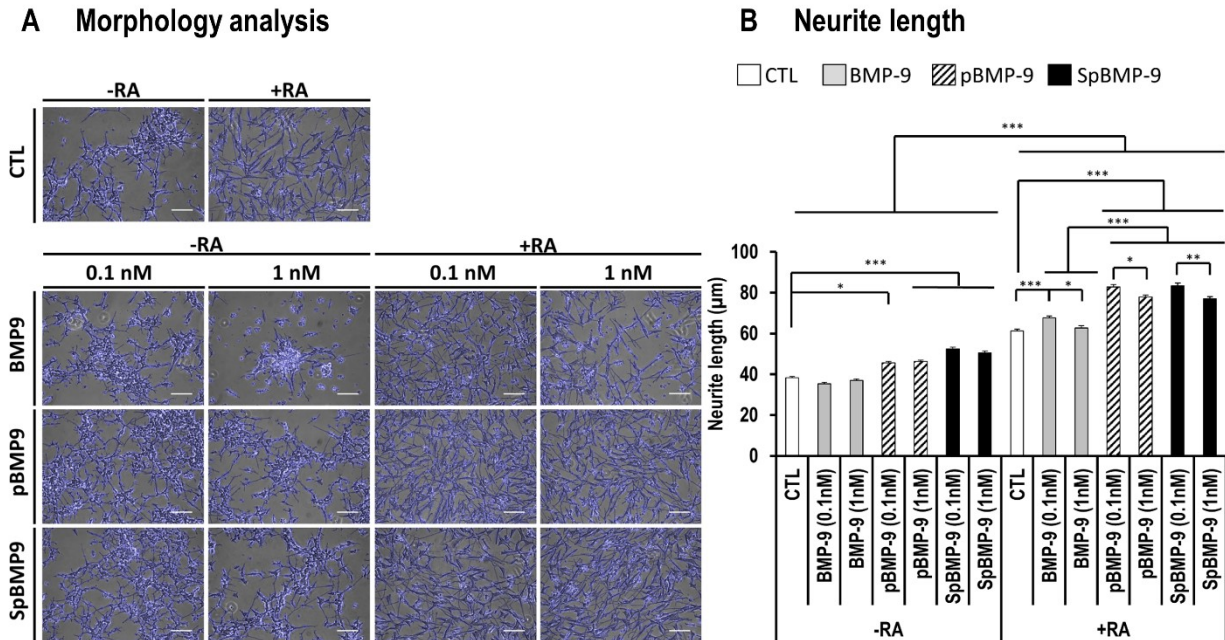 A Morphology analysis
-RA +RA
CTL
-RA +RA
0.1 nM 1 nM 0.1 nM 1 nM
BMP9
pBMP9
SpBMP9
B Neurite length
CTL BMP-9 pBMP-9 SpBMP-9
***
***
***
***
*
*
**
***
*
Neurite length (µm)
100
80
60
40
20
0
CTL
BMP-9 (0.1nM)
BMP-9 (1nM)
pBMP-9 (0.1nM)
pBMP-9 (1nM)
SpBMP-9 (0.1nM)
SpBMP-9 (1nM)
CTL
BMP-9 (0.1nM)
BMP-9 (1nM)
pBMP-9 (0.1nM)
pBMP-9 (1nM)
SpBMP-9 (0.1nM)
SpBMP-9 (1nM)
-RA +RA